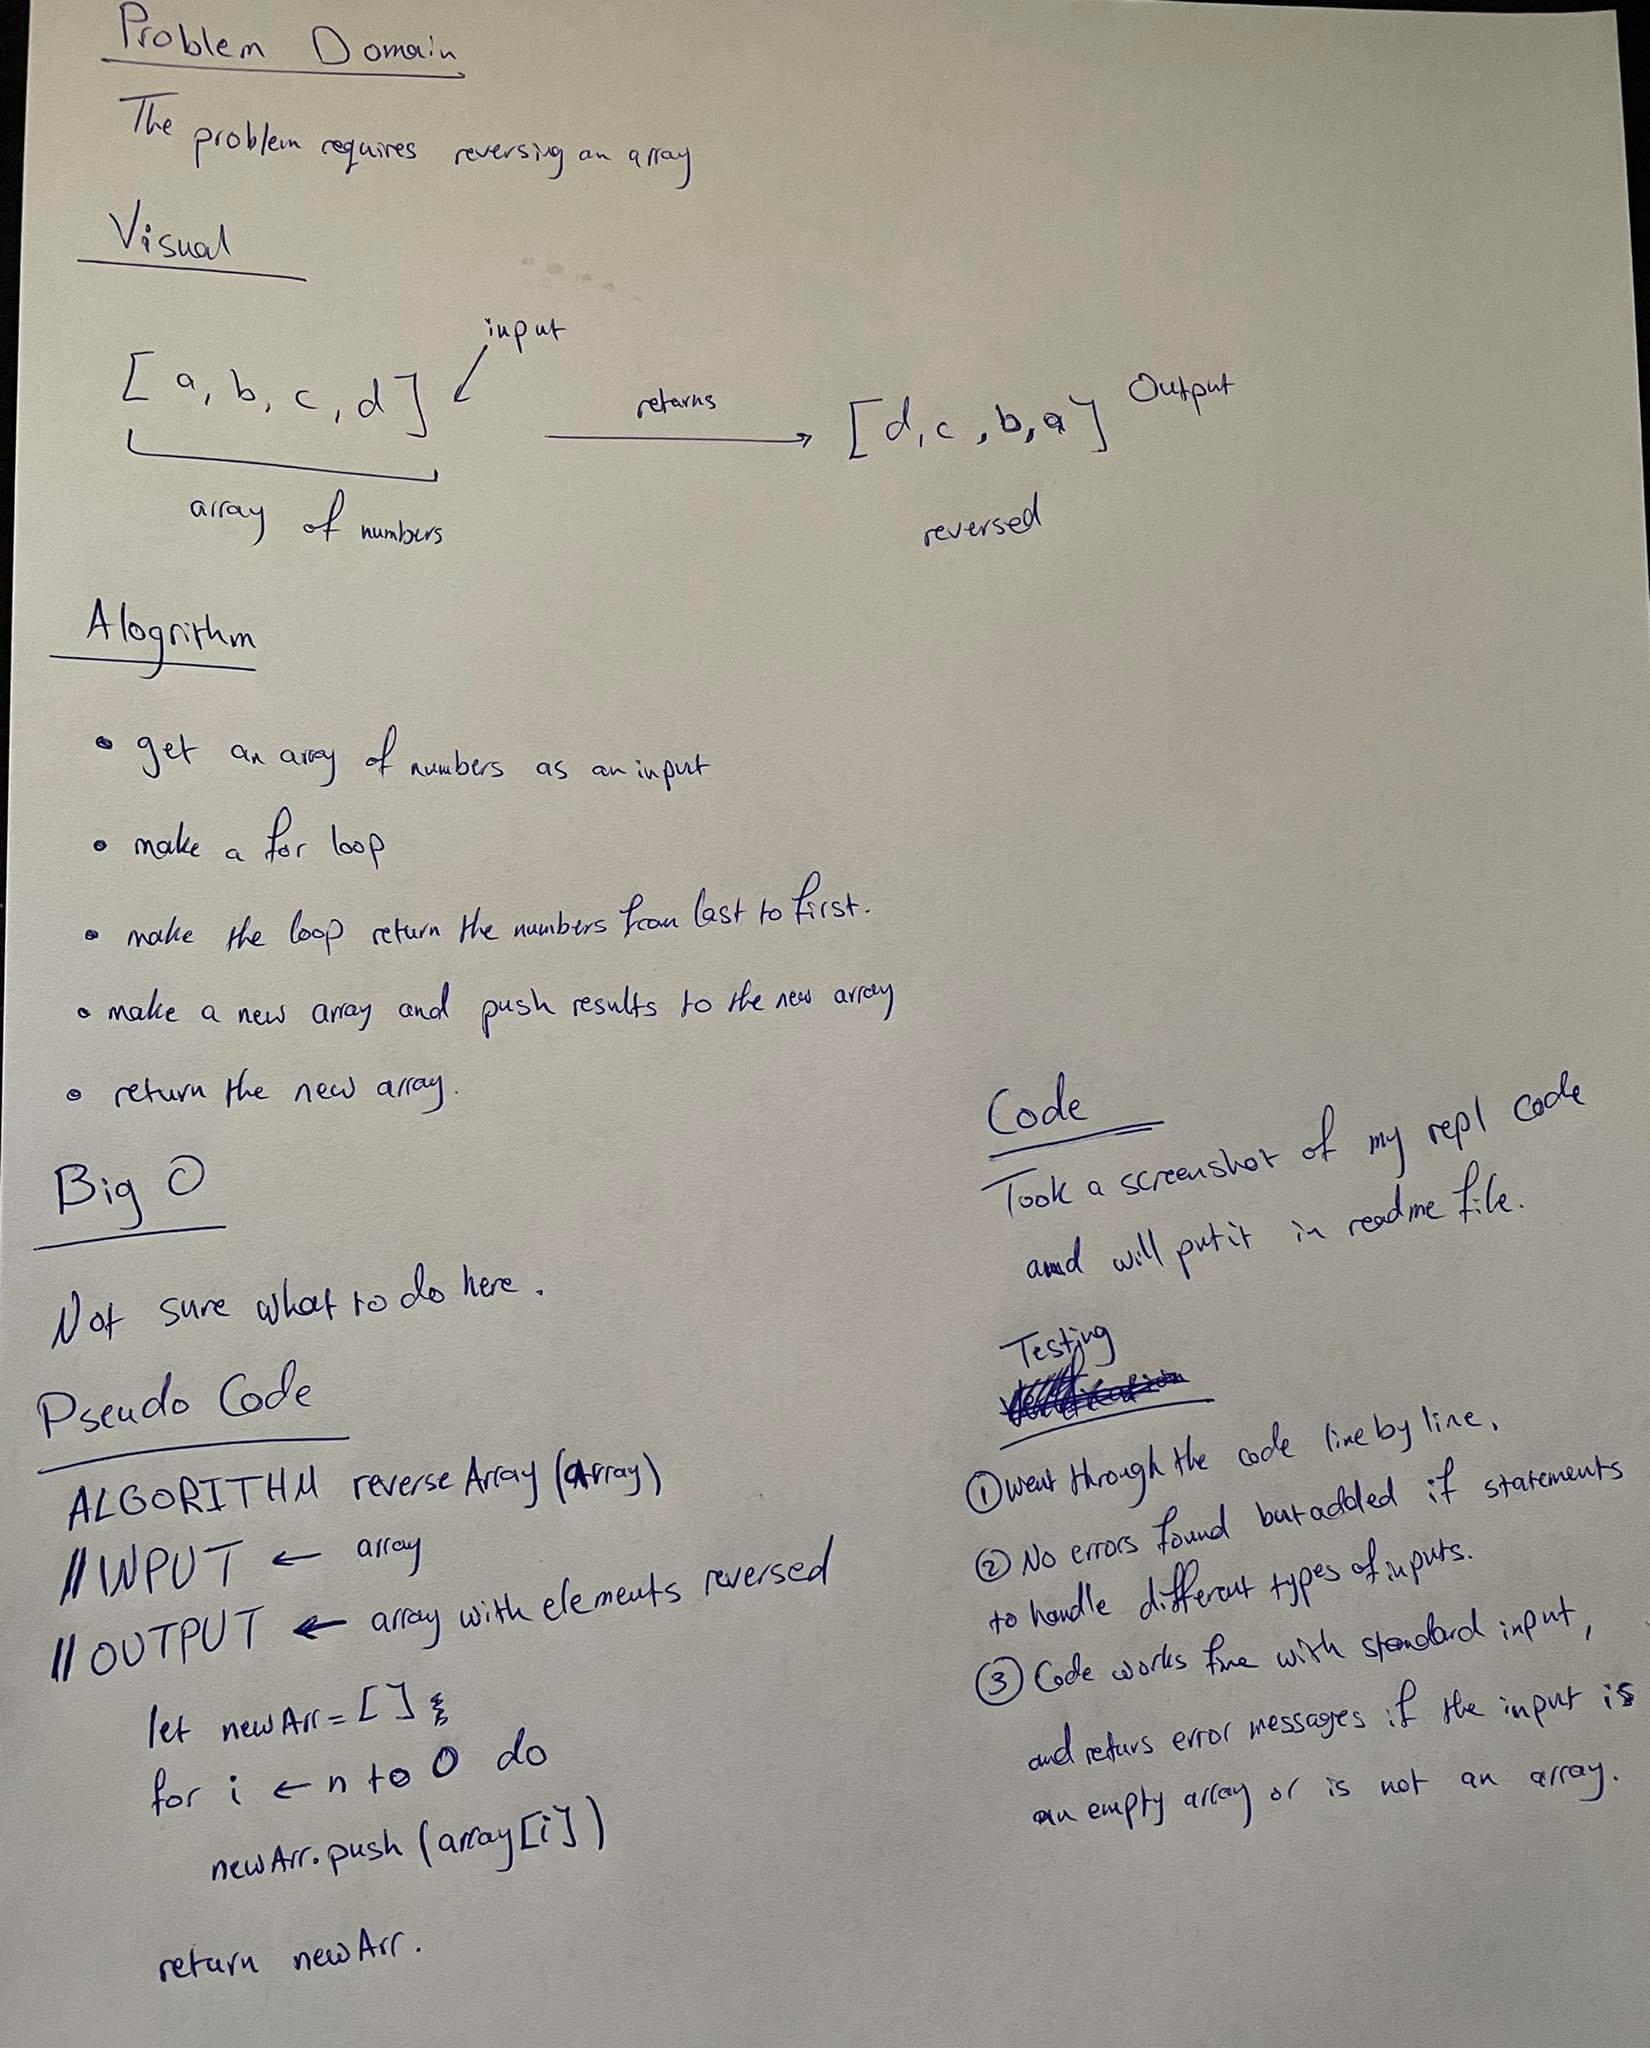 Problem Domain
The problem requires reversing an array
Visual
input
[ a, b, c, d ]
returns
[ d, c, b, a ] Output
array of numbers
reversed
Alogrithm
• get an array of numbers as an input
• make a for loop
• make the loop return the numbers from last to first.
• make a new array and push results to the new array
• return the new array.
Big O
Not sure what to do here.
Pseudo Code
ALGORITHM reverseArray (array)
// INPUT ← array
// OUTPUT ← array with elements reversed
let newArr = [ ];
for i ← n to 0 do
newArr.push (array[i])
return newArr.
Code
Took a screenshot of my repl code
and will put it in readme file.
Testing
① went through the code line by line.
② No errors found but added if statements
to handle different types of inputs.
③ Code works fine with standard input,
and returs error messages if the input is
an empty array or is not an array.